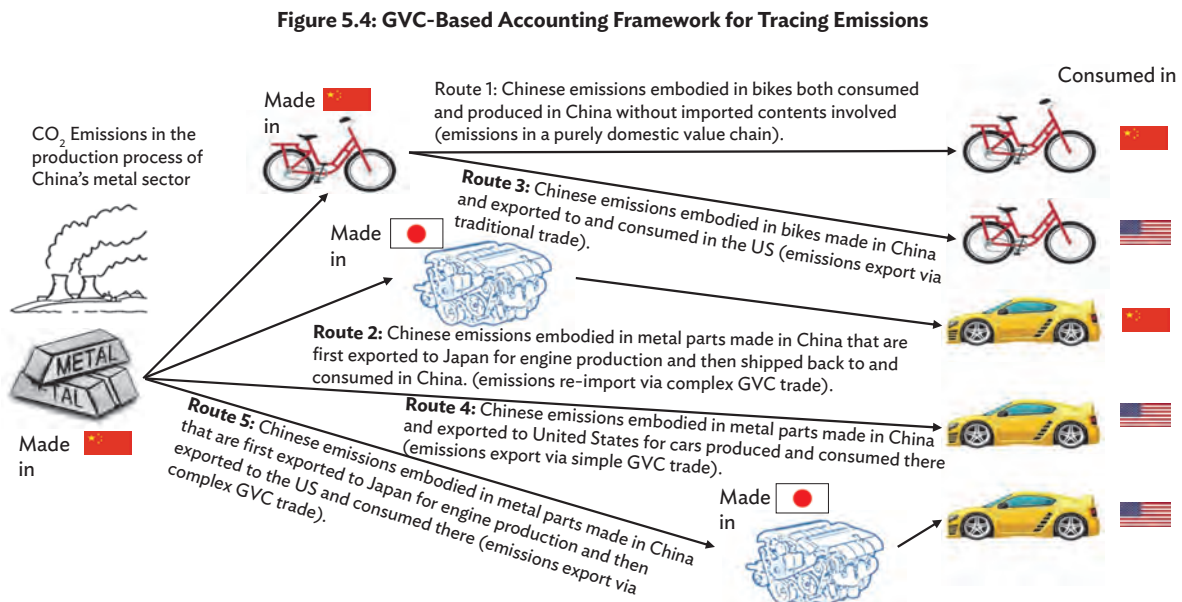 Figure 5.4: GVC-Based Accounting Framework for Tracing Emissions
Consumed in
CO2 Emissions in the
production process of
China's metal sector
Made
in
Route 1: Chinese emissions embodied in bikes both consumed
and produced in China without imported contents involved
(emissions in a purely domestic value chain).
Route 3: Chinese emissions embodied in bikes made in China
and exported to and consumed in the US (emissions export via
traditional trade).
Made
in
Route 2: Chinese emissions embodied in metal parts made in China that are
first exported to Japan for engine production and then shipped back to and
consumed in China. (emissions re-import via complex GVC trade).
METAL
TAL
Made
in
Route 4: Chinese emissions embodied in metal parts made in China
and exported to United States for cars produced and consumed there
(emissions export via simple GVC trade).
Route 5: Chinese emissions embodied in metal parts made in China
that are first exported to Japan for engine production and then
exported to the US and consumed there (emissions export via
complex GVC trade).
Made
in